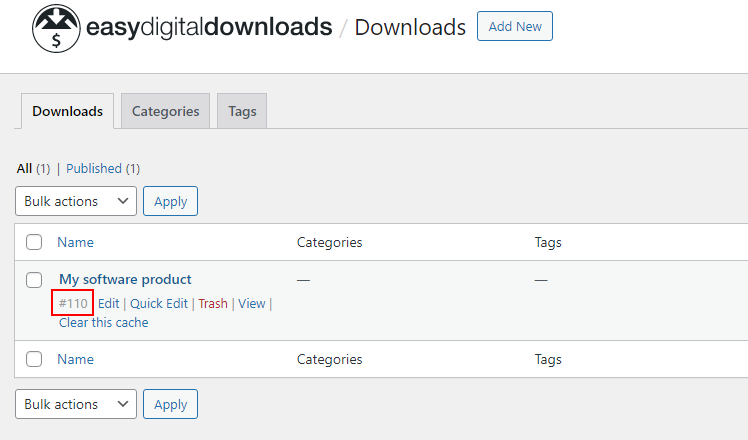 $ easydigitaldownloads / Downloads Add New
Downloads Categories Tags
All (1) | Published (1)
Bulk actions Apply
Name Categories Tags
My software product — —
#110 Edit | Quick Edit | Trash | View |
Clear this cache
Name Categories Tags
Bulk actions Apply